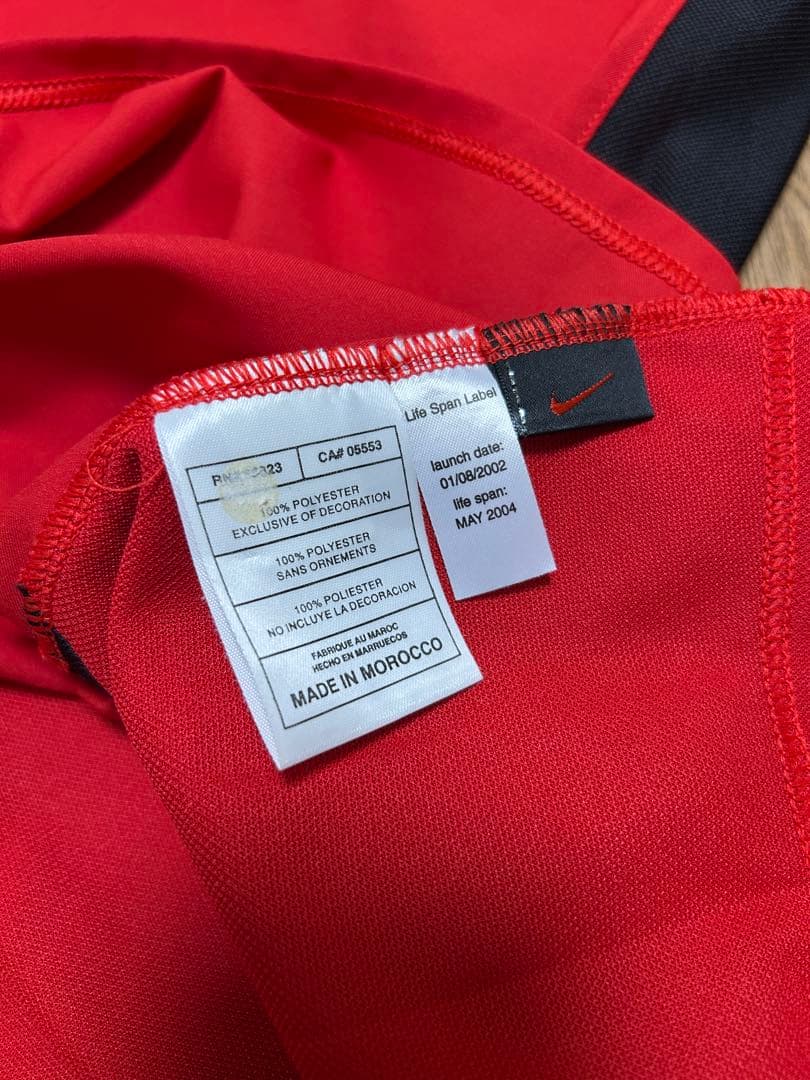 CA# 05553
100% POLYESTER
EXCLUSIVE OF DECORATION
100% POLYESTER
SANS ORNEMENTS
100% POLIESTER
NO INCLUYE LA DECORACION
FABRIQUE AU MAROC
HECHO EN MARRUECOS
MADE IN MOROCCO
Life Span Label
launch date:
01/08/2002
life span:
MAY 2004